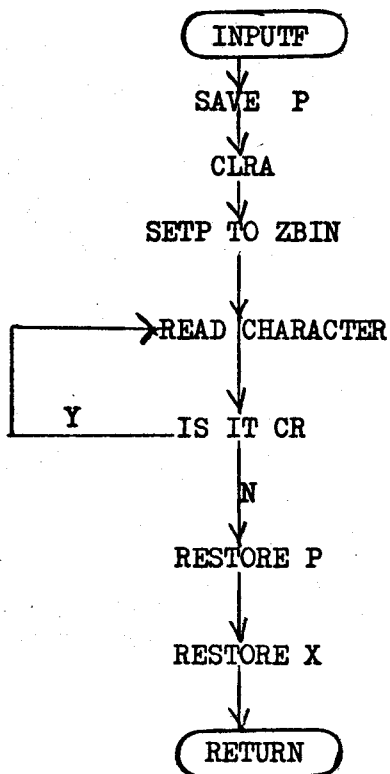 INPUTF
SAVE P
CLRA
SETP TO ZBIN
READ CHARACTER
Y
IS IT CR
N
RESTORE P
RESTORE X
RETURN